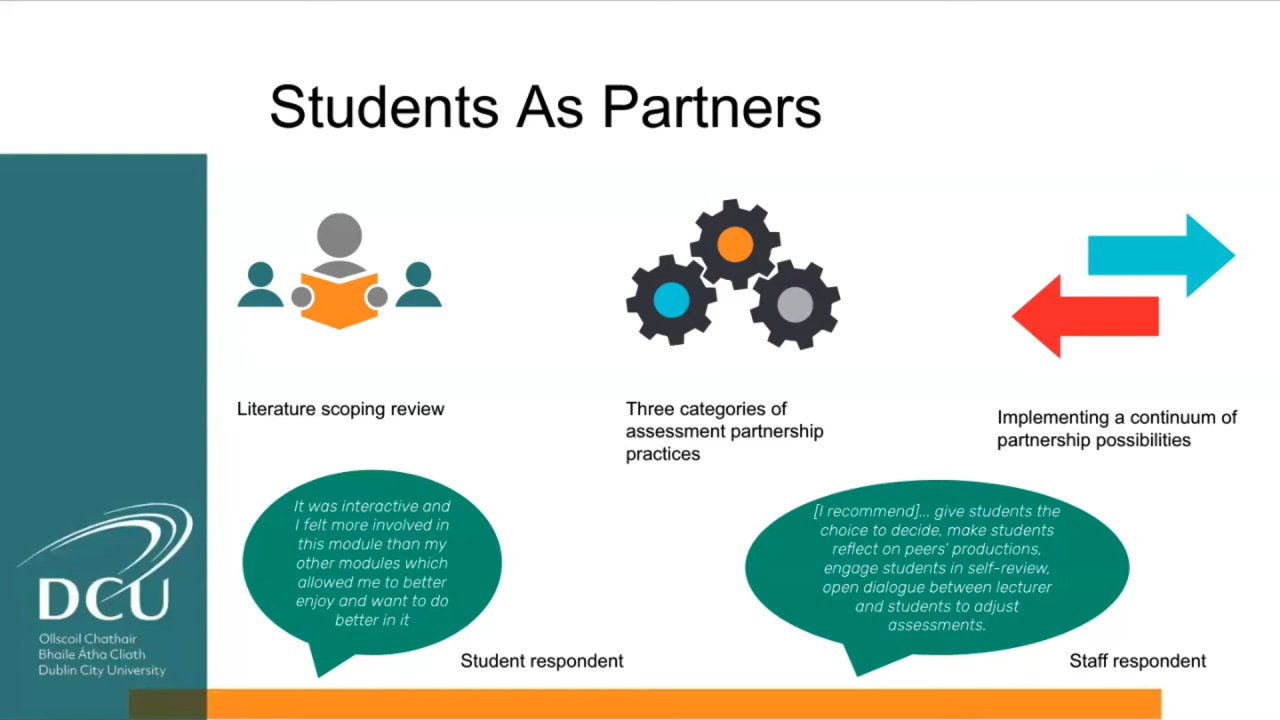 Students As Partners
Literature scoping review
Three categories of
assessment partnership
practices
Implementing a continuum of
partnership possibilities
It was interactive and
I felt more involved in
this module than my
other modules which
allowed me to better
enjoy and want to do
better in it
Student respondent
[I recommend]... give students the
choice to decide, make students
reflect on peers' productions,
engage students in self-review,
open dialogue between lecturer
and students to adjust
assessments.
Staff respondent
DCU
Ollscoil Chathair
Bhaile Átha Cliath
Dublin City University